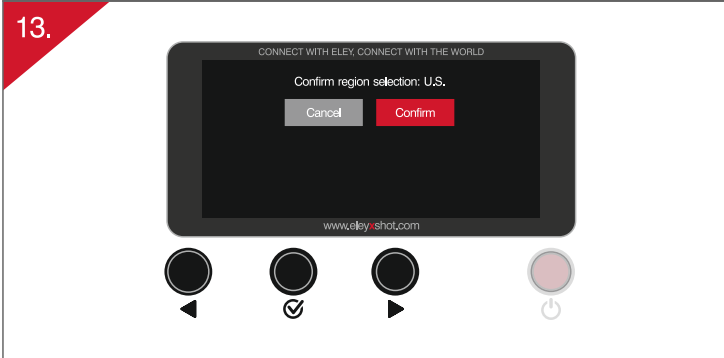 13.
CONNECT WITH ELEY, CONNECT WITH THE WORLD
Confirm region selection: U.S.
Cancel Confirm
www.eleyxshot.com